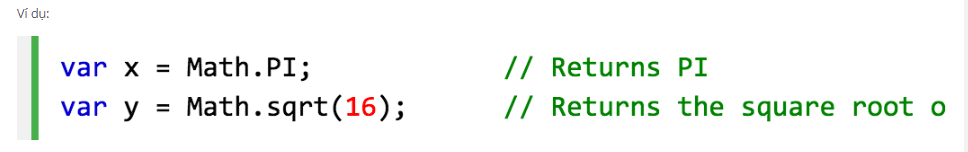 Ví dụ:
var x = Math.PI; // Returns PI
var y = Math.sqrt(16); // Returns the square root o